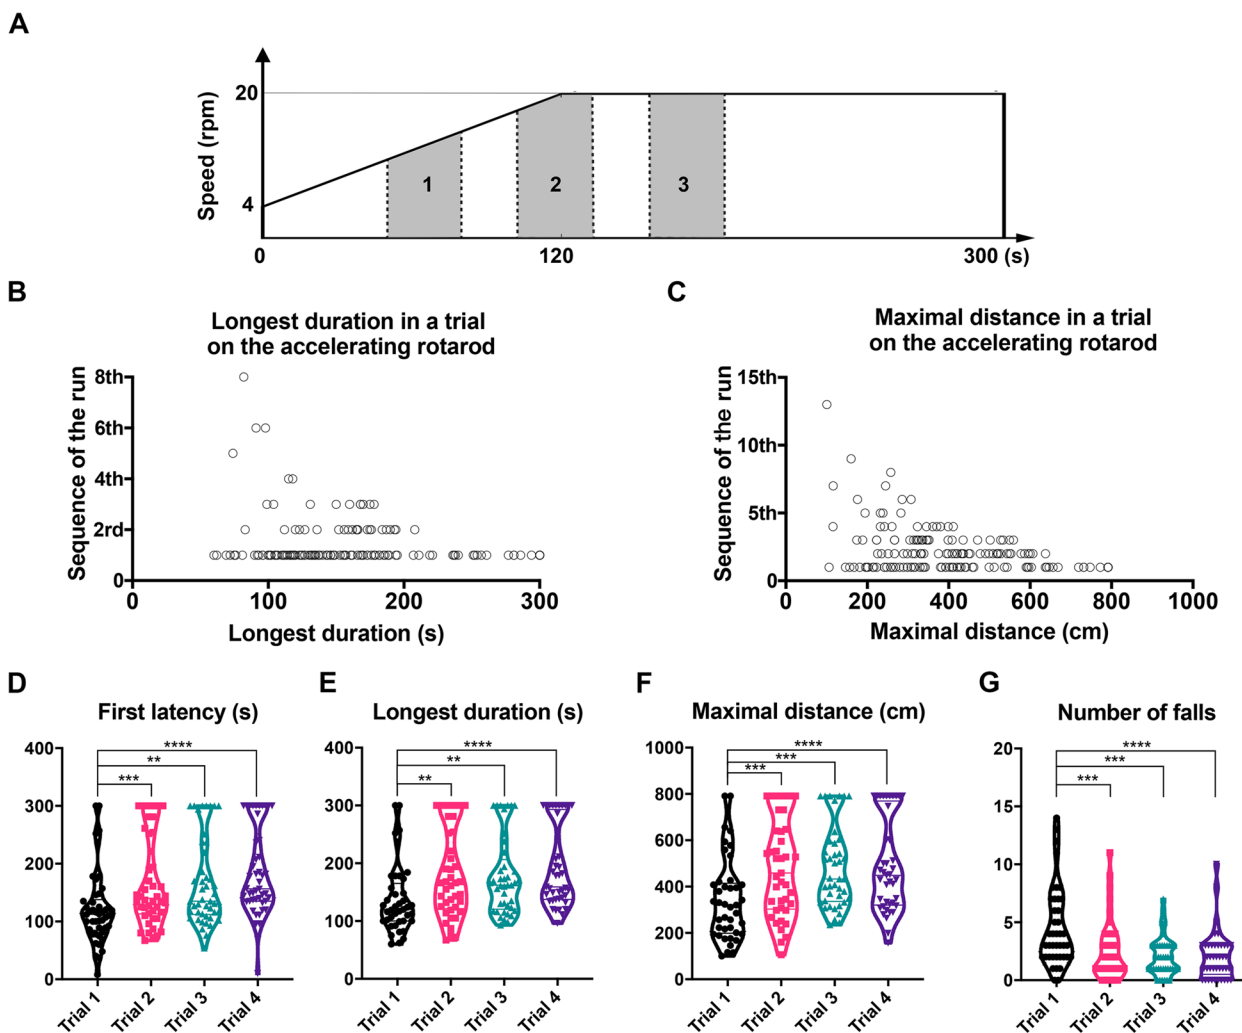 A
Speed (rpm)
20
4
1
2
3
0
120
300 (s)
B
Longest duration in a trial
on the accelerating rotarod
Sequence of the run
8th
6th
4th
2rd
0
0
100
200
300
Longest duration (s)
C
Maximal distance in a trial
on the accelerating rotarod
Sequence of the run
15th
10th
5th
0
0
200
400
600
800
1000
Maximal distance (cm)
D
First latency (s)
400
300
200
100
0
****
**
***
Trial 1
Trial 2
Trial 3
Trial 4
E
Longest duration (s)
400
300
200
100
0
****
**
**
Trial 1
Trial 2
Trial 3
Trial 4
F
Maximal distance (cm)
1000
800
600
400
200
0
****
***
***
Trial 1
Trial 2
Trial 3
Trial 4
G
Number of falls
20
15
10
5
0
****
***
***
Trial 1
Trial 2
Trial 3
Trial 4